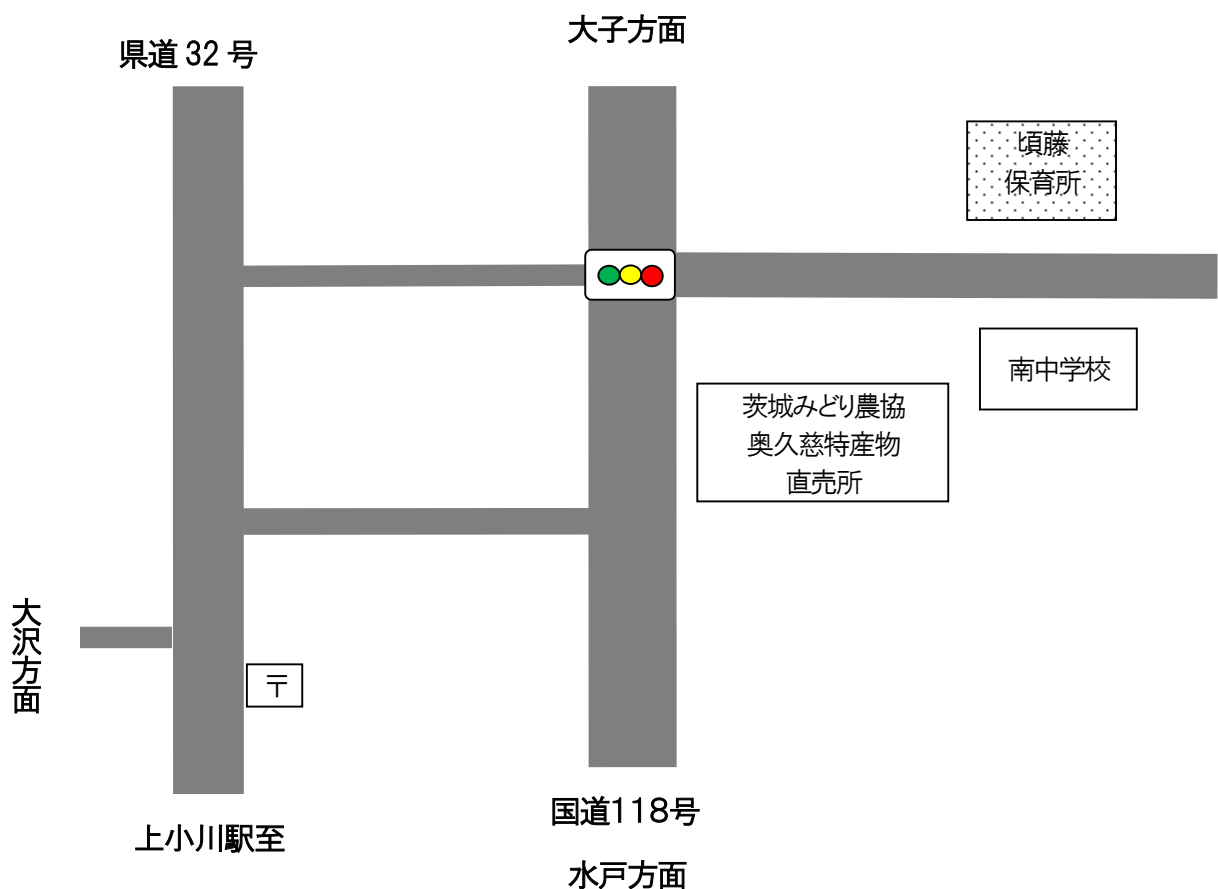 大子方面
県道 32 号
頃藤
保育所
南中学校
茨城みどり農協
奥久慈特産物
直売所
大沢方面
〒
国道118号
上小川駅至
水戸方面